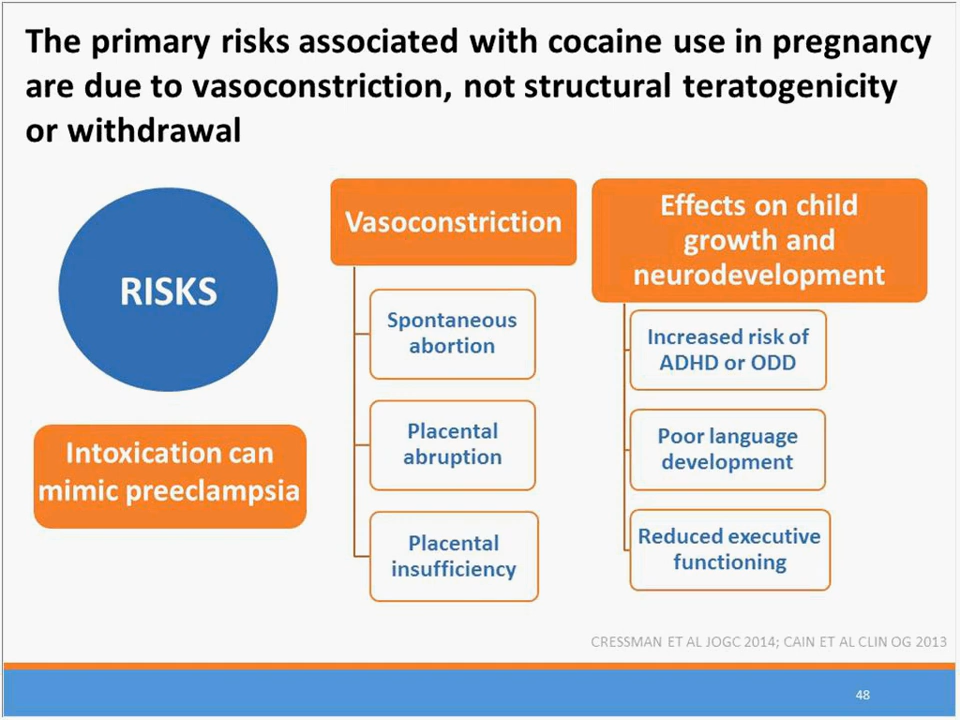 The primary risks associated with cocaine use in pregnancy
are due to vasoconstriction, not structural teratogenicity
or withdrawal
RISKS
Intoxication can
mimic preeclampsia
Vasoconstriction
Spontaneous
abortion
Placental
abruption
Placental
insufficiency
Effects on child
growth and
neurodevelopment
Increased risk of
ADHD or ODD
Poor language
development
Reduced executive
functioning
CRESSMAN ET AL JOGC 2014; CAIN ET AL CLIN OG 2013
48